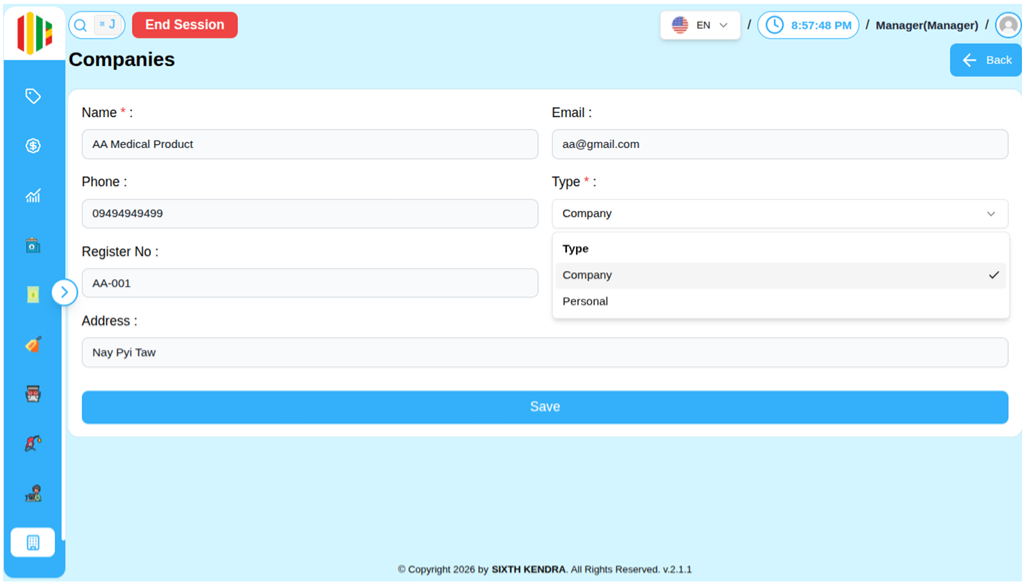 ⌘ J
End Session
EN
/
8:57:48 PM
/
Manager(Manager)
/
Companies
Back
Name * :
Email :
AA Medical Product
aa@gmail.com
Phone :
Type * :
09494949499
Company
Register No :
Type
AA-001
Company
Personal
Address :
Nay Pyi Taw
Save
© Copyright 2026 by SIXTH KENDRA. All Rights Reserved. v.2.1.1